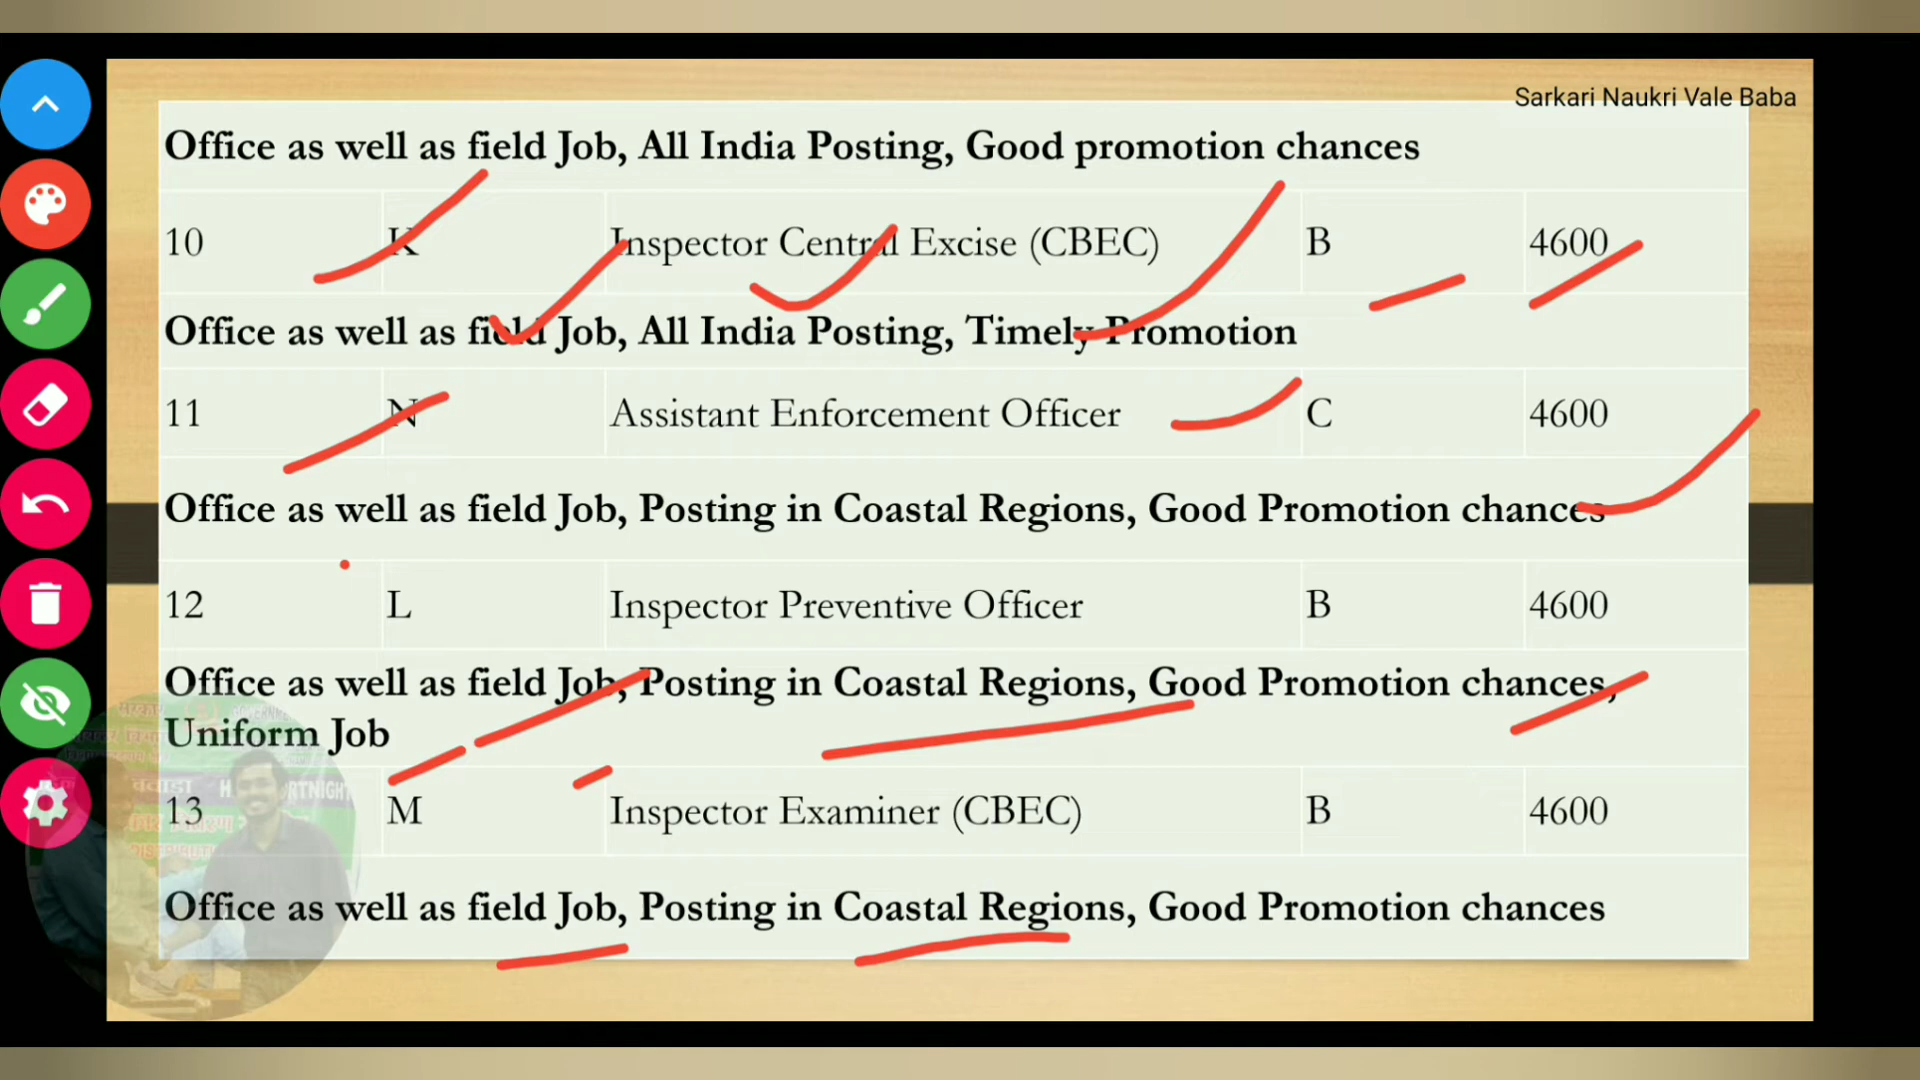 Sarkari Naukri Vale Baba
Office as well as field Job, All India Posting, Good promotion chances
10 K Inspector Central Excise (CBEC) B 4600
Office as well as field Job, All India Posting, Timely Promotion
11 N Assistant Enforcement Officer C 4600
Office as well as field Job, Posting in Coastal Regions, Good Promotion chances
12 L Inspector Preventive Officer B 4600
Office as well as field Job, Posting in Coastal Regions, Good Promotion chances,
Uniform Job
13 M Inspector Examiner (CBEC) B 4600
Office as well as field Job, Posting in Coastal Regions, Good Promotion chances